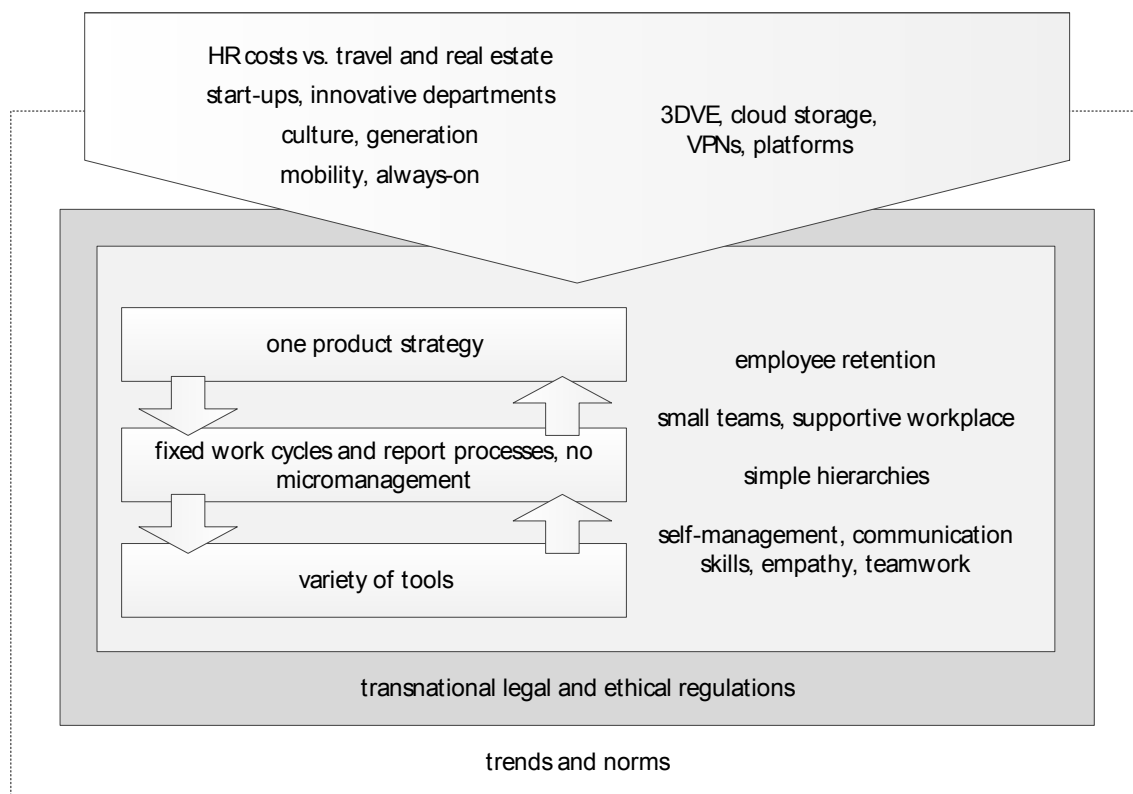 HR costs vs. travel and real estate
start-ups, innovative departments
culture, generation
mobility, always-on
3DVE, cloud storage,
VPNs, platforms
one product strategy
fixed work cycles and report processes, no
micromanagement
variety of tools
employee retention
small teams, supportive workplace
simple hierarchies
self-management, communication
skills, empathy, teamwork
transnational legal and ethical regulations
trends and norms